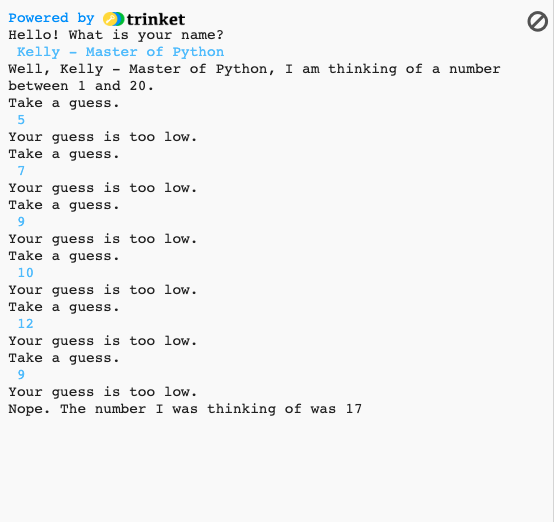 Powered by trinket
Hello! What is your name?
Kelly - Master of Python
Well, Kelly - Master of Python, I am thinking of a number
between 1 and 20.
Take a guess.
5
Your guess is too low.
Take a guess.
7
Your guess is too low.
Take a guess.
9
Your guess is too low.
Take a guess.
10
Your guess is too low.
Take a guess.
12
Your guess is too low.
Take a guess.
9
Your guess is too low.
Nope. The number I was thinking of was 17